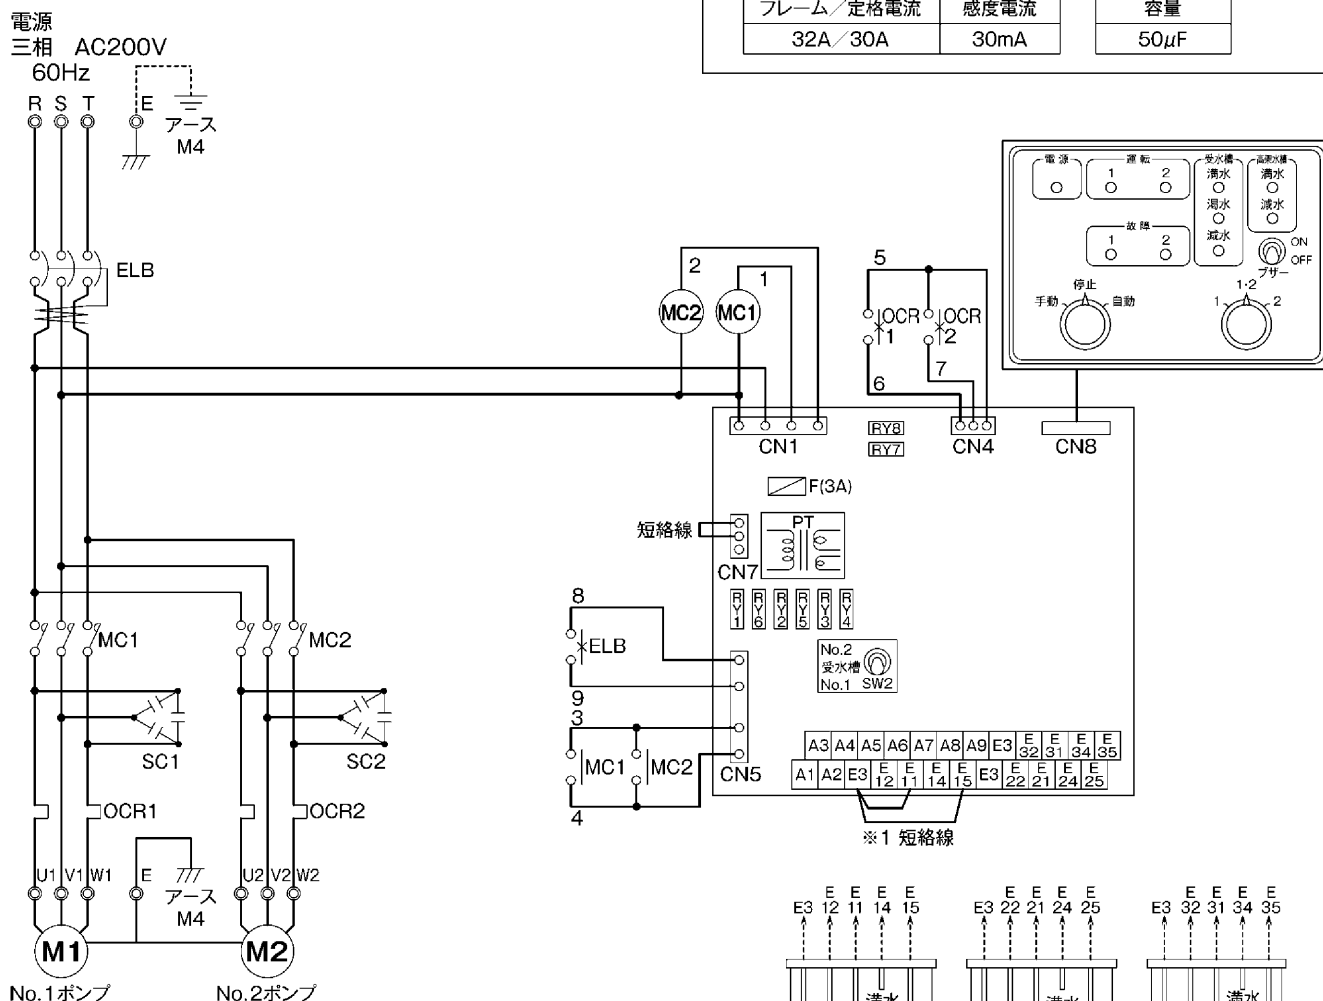 フレーム／定格電流 感度電流 容量
32A／30A 30mA 50μF
電源
三相 AC200V
60Hz
R S T E
アース
M4
ELB
MC2 MC1
2
1
5
OCR
1
OCR
2
6
7
電源
運転
1 2
受水槽
満水
渇水
減水
高架水槽
満水
減水
故障
1 2
ON
OFF
ブザー
停止
手動 自動
1·2
1 2
CN1
RY8
RY7
CN4
CN8
F(3A)
短絡線
PT
CN7
RY1 RY6 RY2 RY5 RY3 RY4
8
ELB
9
3
MC1 MC2
4
CN5
No.2
受水槽
No.1 SW2
A3 A4 A5 A6 A7 A8 A9 E3 E32 E31 E34 E35
A1 A2 E3 E12 E11 E14 E15 E3 E22 E21 E24 E25
※1 短絡線
MC1 MC2
SC1 SC2
OCR1 OCR2
U1 V1 W1 E U2 V2 W2
アース
M4
M1 M2
No.1ポンプ No.2ポンプ
E3 E12 E11 E14 E15
E3 E22 E21 E24 E25
E3 E32 E31 E34 E35
満水 満水 満水